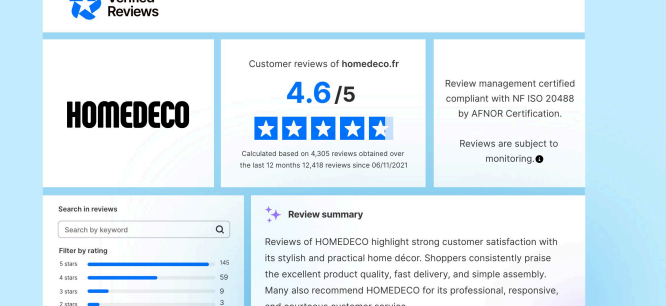 Verified
Reviews
HOMEDECO
Customer reviews of homedeco.fr
4.6/5
Calculated based on 4,305 reviews obtained over
the last 12 months 12,418 reviews since 06/11/2021
Review management certified
compliant with NF ISO 20488
by AFNOR Certification.
Reviews are subject to
monitoring.
Search in reviews
Search by keyword
Filter by rating
5 stars 145
4 stars 59
3 stars 9
2 stars 3
Review summary
Reviews of HOMEDECO highlight strong customer satisfaction with
its stylish and practical home décor. Shoppers consistently praise
the excellent product quality, fast delivery, and simple assembly.
Many also recommend HOMEDECO for its professional, responsive,
and courteous customer service.